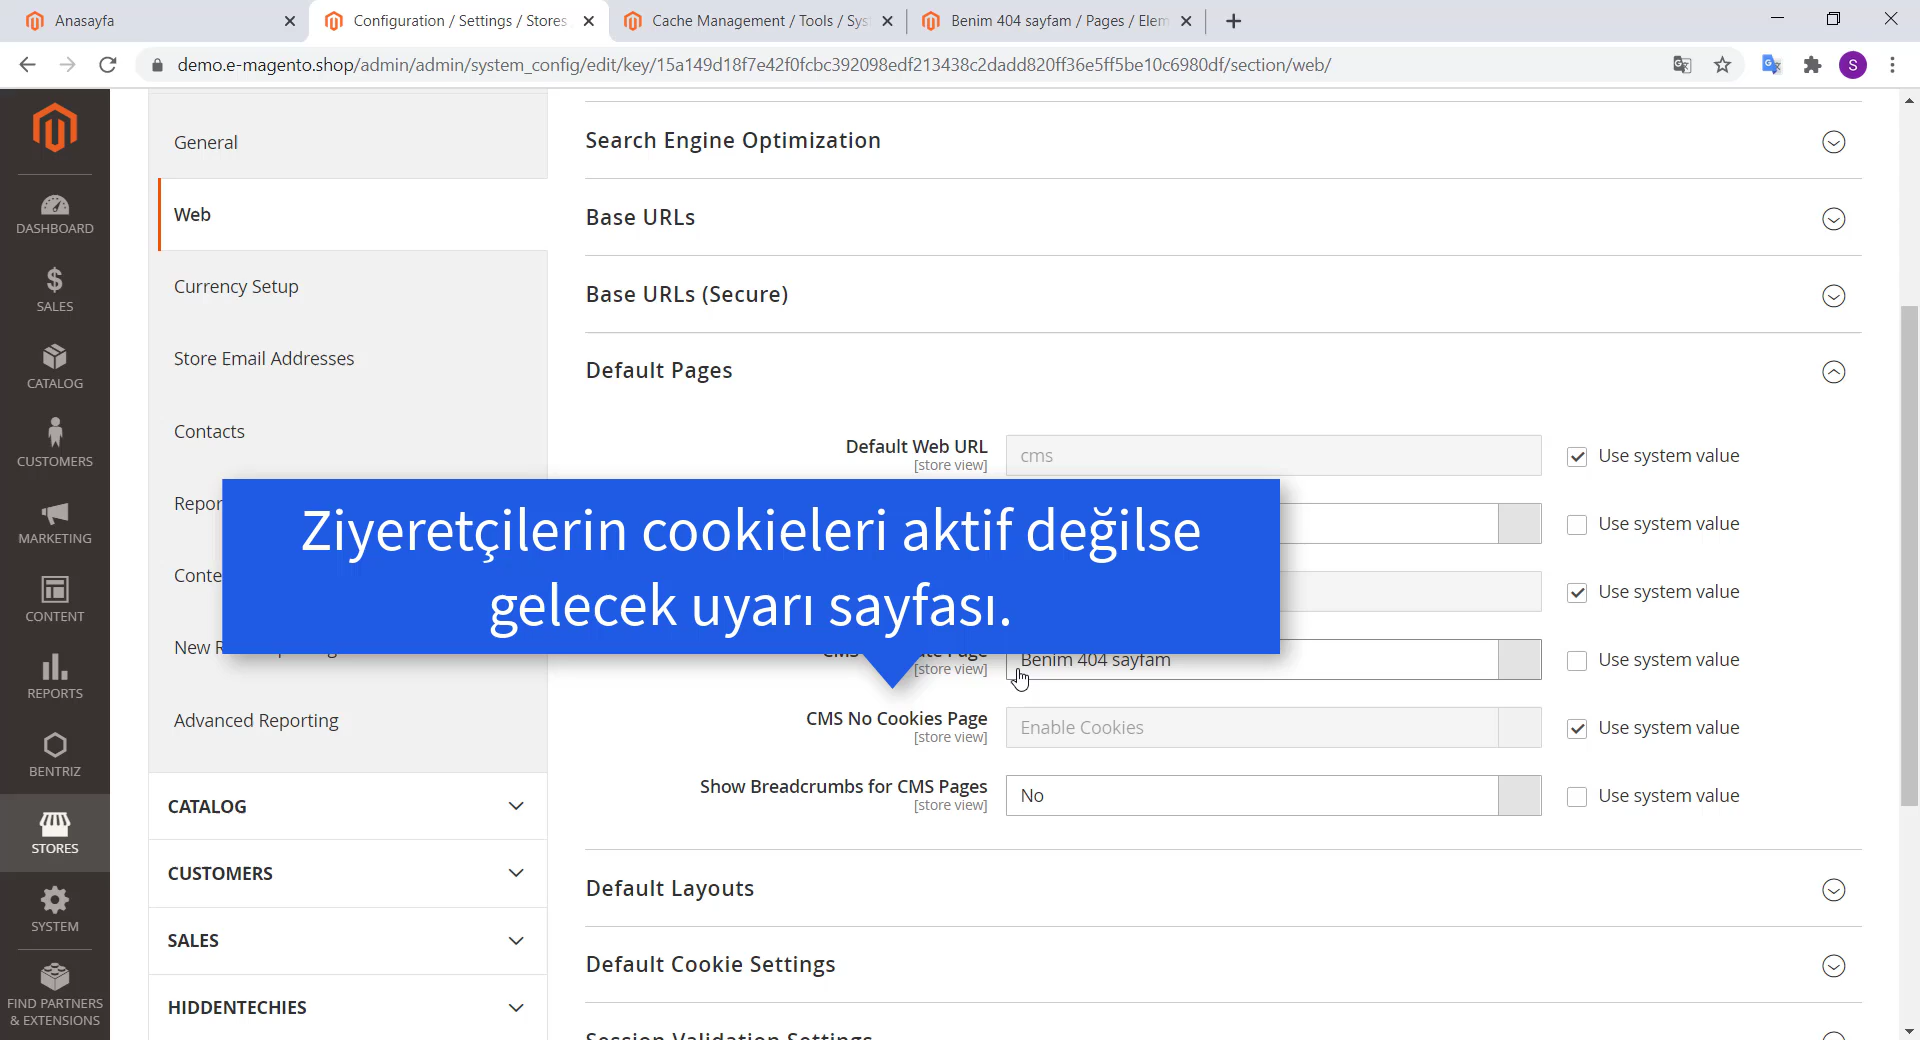 Anasayfa
Configuration / Settings / Stores
Cache Management / Tools / Sys
Benim 404 sayfam / Pages / Elem
demo.e-magento.shop/admin/admin/system_config/edit/key/15a149d18f7e42f0fcbc392098edf213438c2dadd820ff36e5ff5be10c6980df/section/web/
S
DASHBOARD
SALES
CATALOG
CUSTOMERS
MARKETING
CONTENT
REPORTS
BENTRIZ
STORES
SYSTEM
FIND PARTNERS
& EXTENSIONS
General
Web
Currency Setup
Store Email Addresses
Contacts
Repor
Conte
New R
Advanced Reporting
CATALOG
CUSTOMERS
SALES
HIDDENTECHIES
Search Engine Optimization
Base URLs
Base URLs (Secure)
Default Pages
Default Web URL
[store view]
cms
Use system value
Use system value
Use system value
Ziyeretçilerin cookieleri aktif değilse
gelecek uyarı sayfası.
[store view]
Benim 404 sayfam
Use system value
CMS No Cookies Page
[store view]
Enable Cookies
Use system value
Show Breadcrumbs for CMS Pages
[store view]
No
Use system value
Default Layouts
Default Cookie Settings
Session Validation Settings